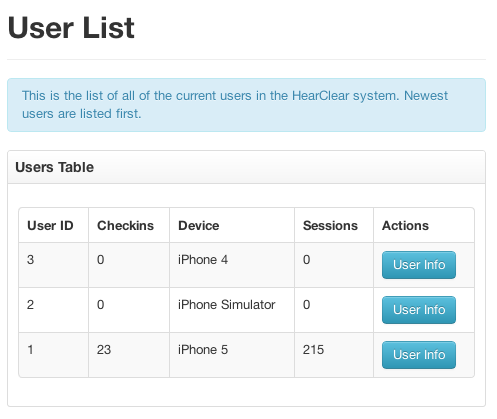 User List
This is the list of all of the current users in the HearClear system. Newest
users are listed first.
Users Table
User ID Checkins Device Sessions Actions
3 0 iPhone 4 0 User Info
2 0 iPhone Simulator 0 User Info
1 23 iPhone 5 215 User Info